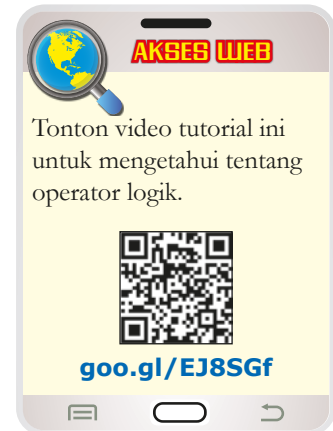 AKSES WEB
Tonton video tutorial ini
untuk mengetahui tentang
operator logik.
goo.gl/EJ8SGf